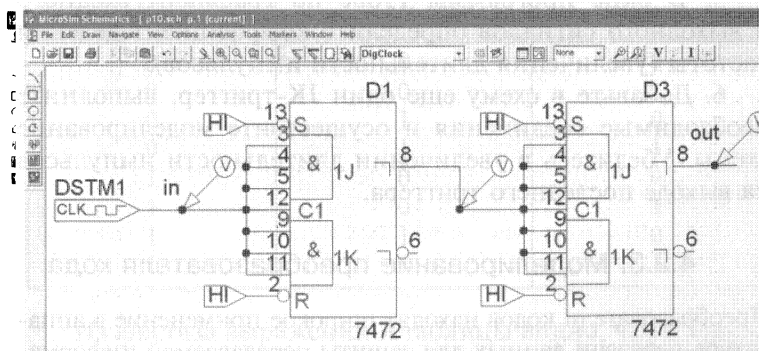 MicroSim Schematics - [ p10.sch p.1 (current) ]
File Edit Draw Navigate View Options Analysis Tools Markers Window Help
DigClock
None
V
I
D1
D3
HI
13
S
3
4
5
12
C1
9
10
11
2
R
&
1J
&
1K
8
6
HI
7472
DSTM1
CLK
in
V
V
HI
13
S
3
4
5
12
C1
9
10
11
2
R
&
1J
&
1K
8
6
HI
7472
out
V